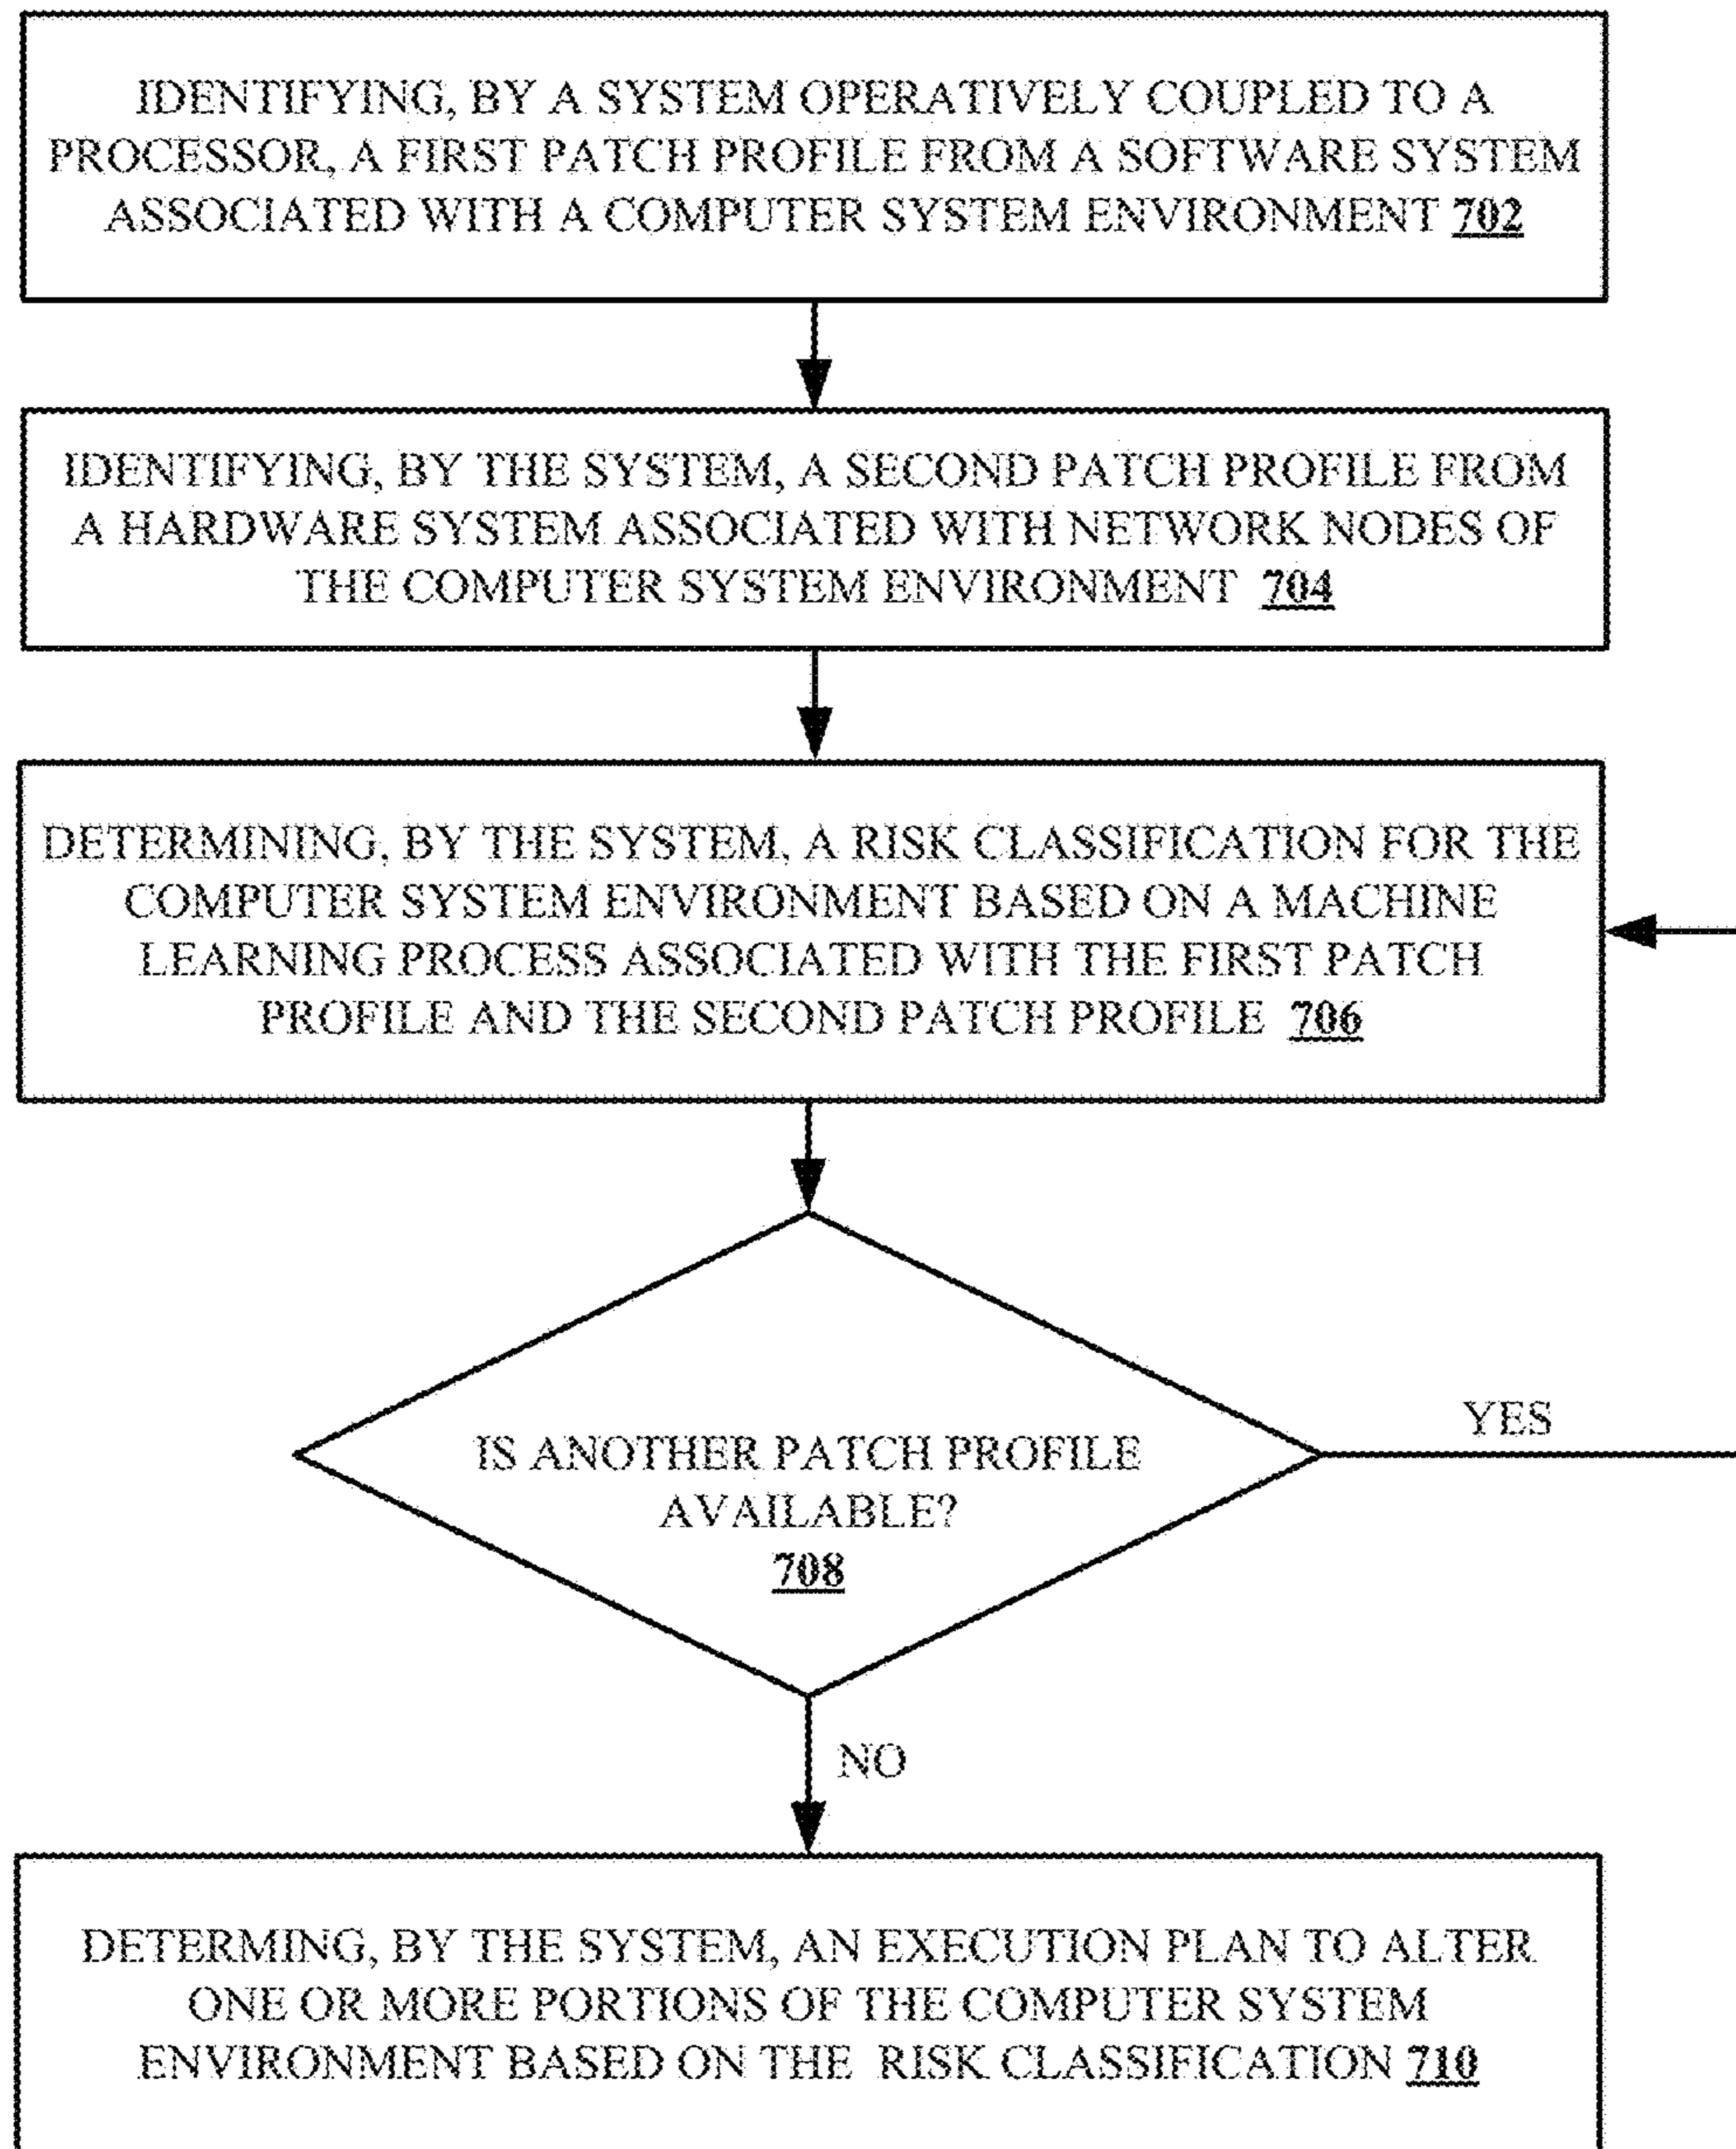 IDENTIFYING, BY A SYSTEM OPERATIVELY COUPLED TO A
PROCESSOR, A FIRST PATCH PROFILE FROM A SOFTWARE SYSTEM
ASSOCIATED WITH A COMPUTER SYSTEM ENVIRONMENT 702
IDENTIFYING, BY THE SYSTEM, A SECOND PATCH PROFILE FROM
A HARDWARE SYSTEM ASSOCIATED WITH NETWORK NODES OF
THE COMPUTER SYSTEM ENVIRONMENT 704
DETERMINING, BY THE SYSTEM, A RISK CLASSIFICATION FOR THE
COMPUTER SYSTEM ENVIRONMENT BASED ON A MACHINE
LEARNING PROCESS ASSOCIATED WITH THE FIRST PATCH
PROFILE AND THE SECOND PATCH PROFILE 706
YES
IS ANOTHER PATCH PROFILE
AVAILABLE?
708
NO
DETERMING, BY THE SYSTEM, AN EXECUTION PLAN TO ALTER
ONE OR MORE PORTIONS OF THE COMPUTER SYSTEM
ENVIRONMENT BASED ON THE RISK CLASSIFICATION 710